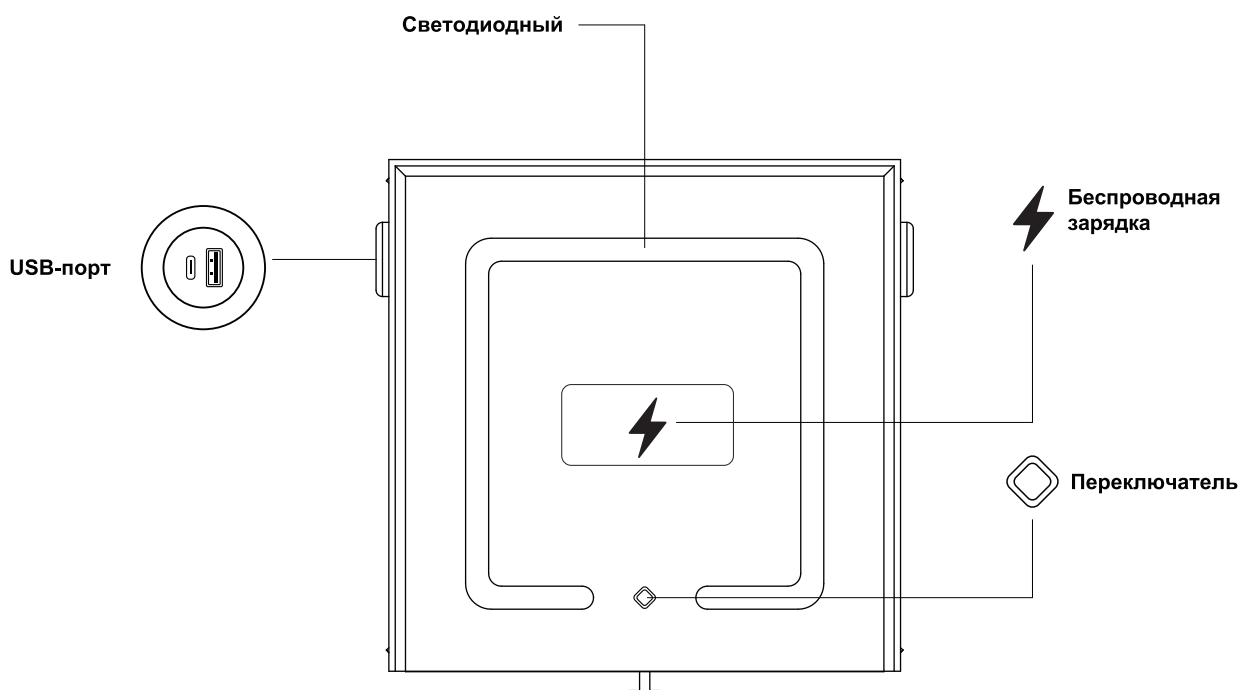 Светодиодный
Беспроводная
зарядка
USB-порт
Переключатель